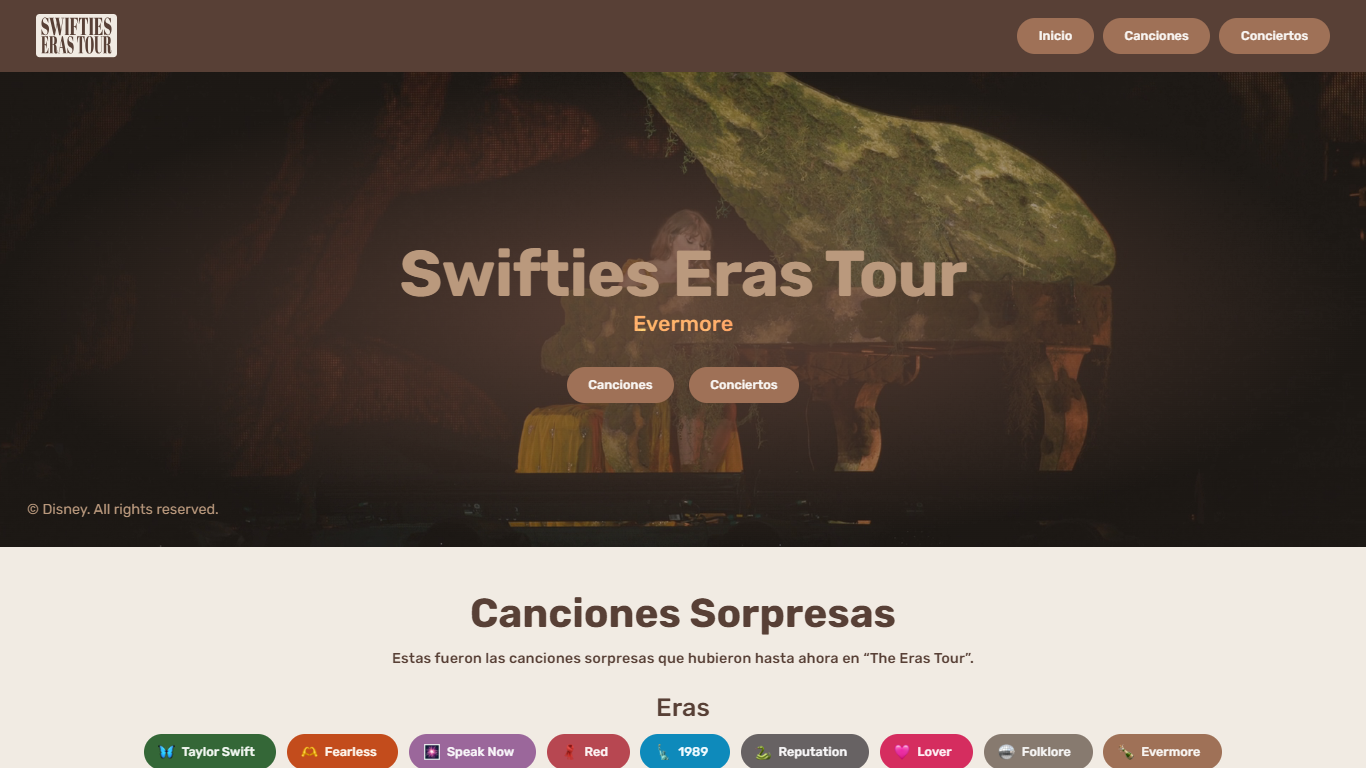 SWIFTIES
ERAS TOUR
Inicio
Canciones
Conciertos
Swifties Eras Tour
Evermore
Canciones
Conciertos
© Disney. All rights reserved.
Canciones Sorpresas
Estas fueron las canciones sorpresas que hubieron hasta ahora en “The Eras Tour”.
Eras
Taylor Swift
Fearless
Speak Now
Red
1989
Reputation
Lover
Folklore
Evermore